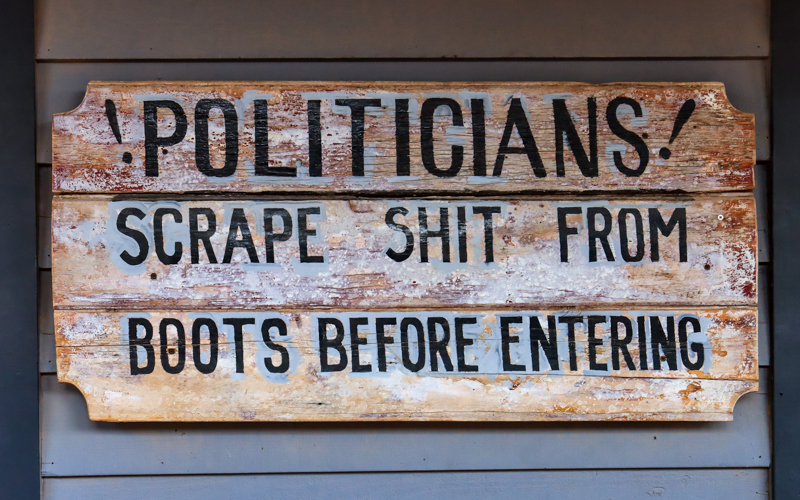 ! POLITICIANS !
SCRAPE SHIT FROM
BOOTS BEFORE ENTERING